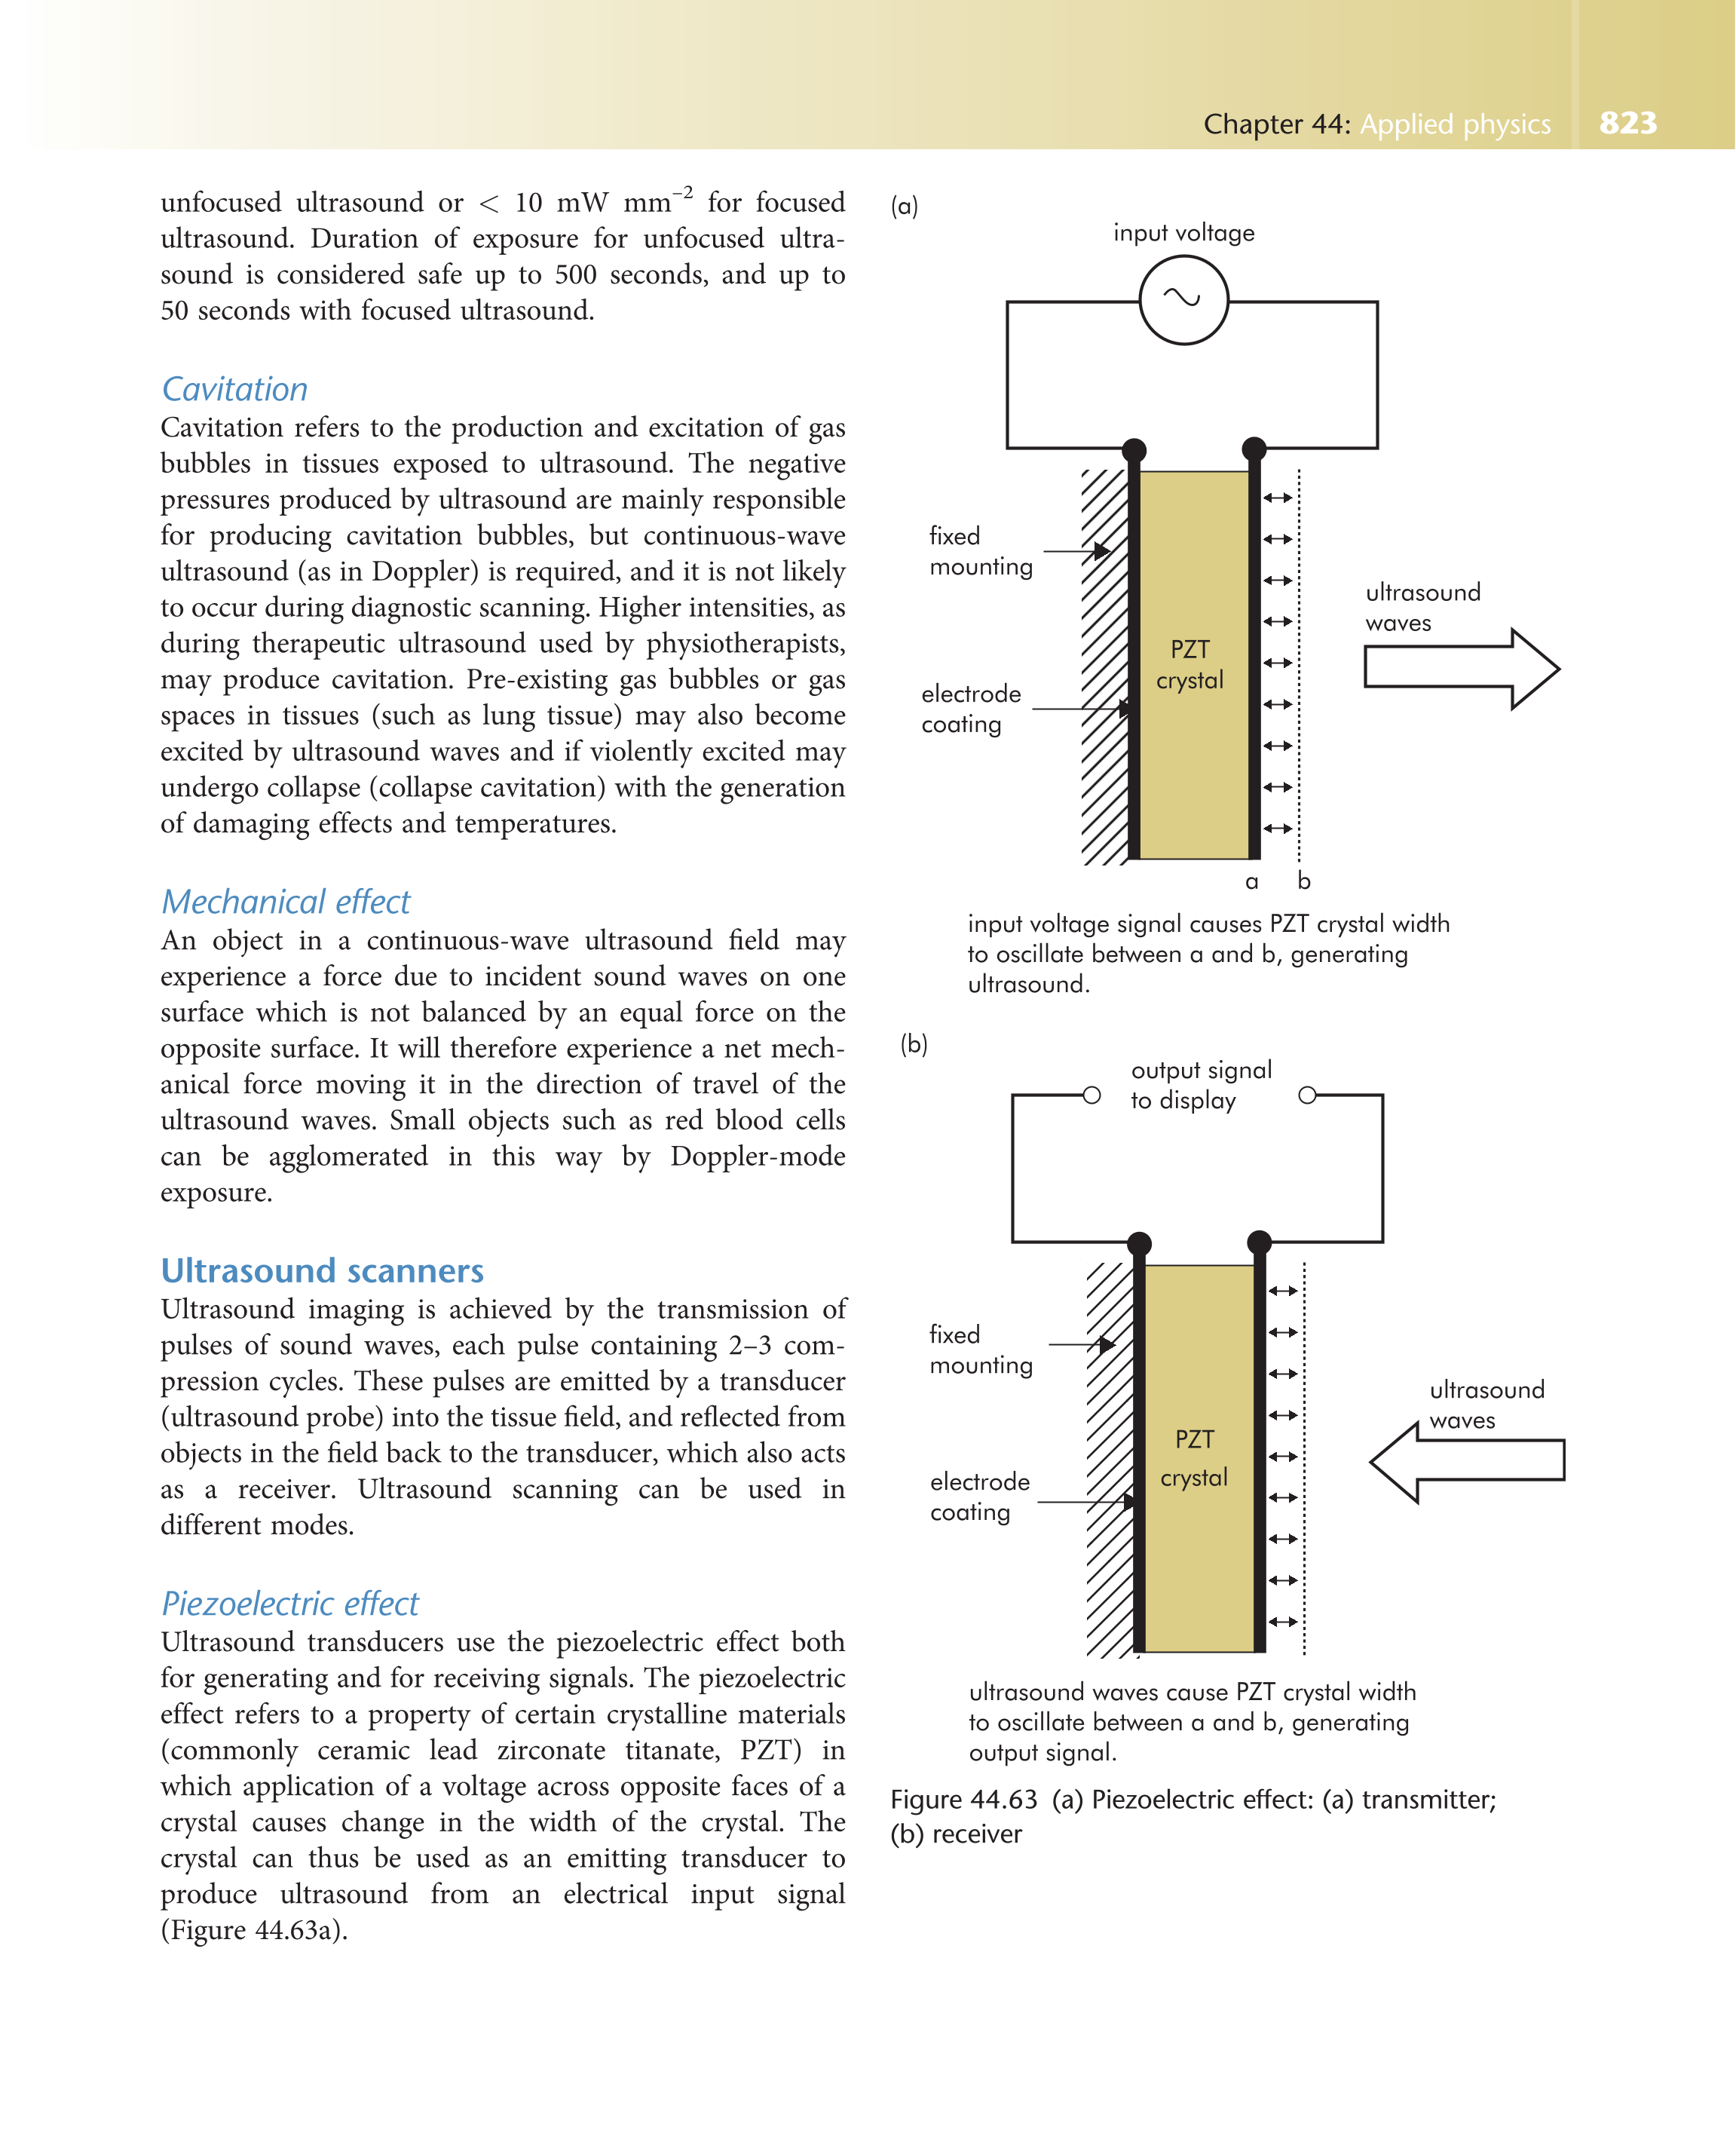 Chapter 44: Applied physics 823
unfocused ultrasound or < 10 mW mm⁻² for focused
ultrasound. Duration of exposure for unfocused ultra-
sound is considered safe up to 500 seconds, and up to
50 seconds with focused ultrasound.
Cavitation
Cavitation refers to the production and excitation of gas
bubbles in tissues exposed to ultrasound. The negative
pressures produced by ultrasound are mainly responsible
for producing cavitation bubbles, but continuous-wave
ultrasound (as in Doppler) is required, and it is not likely
to occur during diagnostic scanning. Higher intensities, as
during therapeutic ultrasound used by physiotherapists,
may produce cavitation. Pre-existing gas bubbles or gas
spaces in tissues (such as lung tissue) may also become
excited by ultrasound waves and if violently excited may
undergo collapse (collapse cavitation) with the generation
of damaging effects and temperatures.
Mechanical effect
An object in a continuous-wave ultrasound field may
experience a force due to incident sound waves on one
surface which is not balanced by an equal force on the
opposite surface. It will therefore experience a net mech-
anical force moving it in the direction of travel of the
ultrasound waves. Small objects such as red blood cells
can be agglomerated in this way by Doppler-mode
exposure.
Ultrasound scanners
Ultrasound imaging is achieved by the transmission of
pulses of sound waves, each pulse containing 2–3 com-
pression cycles. These pulses are emitted by a transducer
(ultrasound probe) into the tissue field, and reflected from
objects in the field back to the transducer, which also acts
as a receiver. Ultrasound scanning can be used in
different modes.
Piezoelectric effect
Ultrasound transducers use the piezoelectric effect both
for generating and for receiving signals. The piezoelectric
effect refers to a property of certain crystalline materials
(commonly ceramic lead zirconate titanate, PZT) in
which application of a voltage across opposite faces of a
crystal causes change in the width of the crystal. The
crystal can thus be used as an emitting transducer to
produce ultrasound from an electrical input signal
(Figure 44.63a).
(a)
input voltage
fixed
mounting
ultrasound
waves
PZT
crystal
electrode
coating
a b
input voltage signal causes PZT crystal width
to oscillate between a and b, generating
ultrasound.
(b)
output signal
to display
fixed
mounting
ultrasound
waves
PZT
crystal
electrode
coating
ultrasound waves cause PZT crystal width
to oscillate between a and b, generating
output signal.
Figure 44.63 (a) Piezoelectric effect: (a) transmitter;
(b) receiver